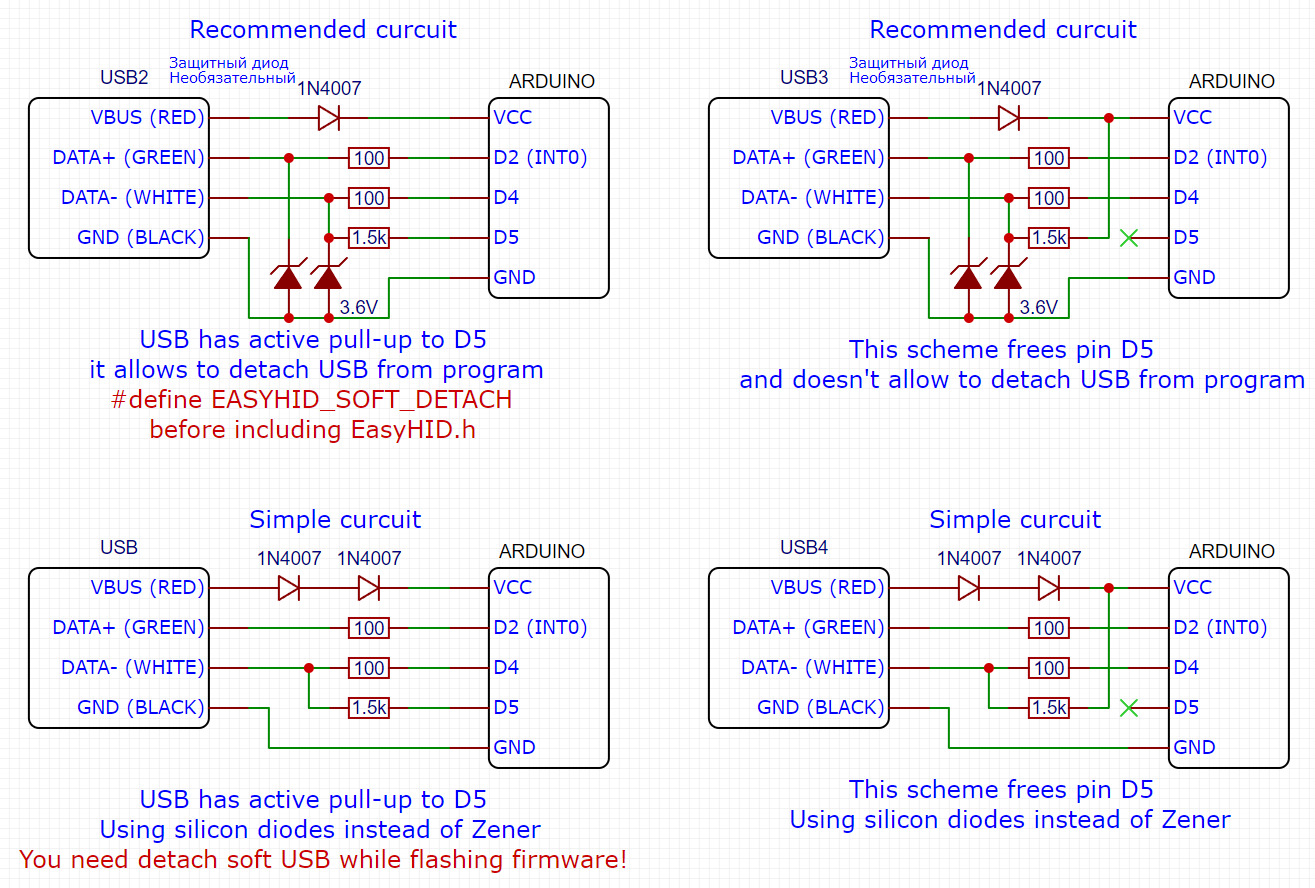 Recommended curcuit
Защитный диод
Необязательный
USB2
1N4007
ARDUINO
VBUS (RED)
VCC
DATA+ (GREEN)
100
D2 (INT0)
DATA- (WHITE)
100
D4
GND (BLACK)
1.5k
D5
GND
3.6V
USB has active pull-up to D5
it allows to detach USB from program
#define EASYHID_SOFT_DETACH
before including EasyHID.h
Recommended curcuit
Защитный диод
Необязательный
USB3
1N4007
ARDUINO
VBUS (RED)
VCC
DATA+ (GREEN)
100
D2 (INT0)
DATA- (WHITE)
100
D4
GND (BLACK)
1.5k
D5
GND
3.6V
This scheme frees pin D5
and doesn't allow to detach USB from program
Simple curcuit
USB
1N4007
1N4007
ARDUINO
VBUS (RED)
VCC
DATA+ (GREEN)
100
D2 (INT0)
DATA- (WHITE)
100
D4
GND (BLACK)
1.5k
D5
GND
USB has active pull-up to D5
Using silicon diodes instead of Zener
You need detach soft USB while flashing firmware!
Simple curcuit
USB4
1N4007
1N4007
ARDUINO
VBUS (RED)
VCC
DATA+ (GREEN)
100
D2 (INT0)
DATA- (WHITE)
100
D4
GND (BLACK)
1.5k
D5
GND
This scheme frees pin D5
Using silicon diodes instead of Zener